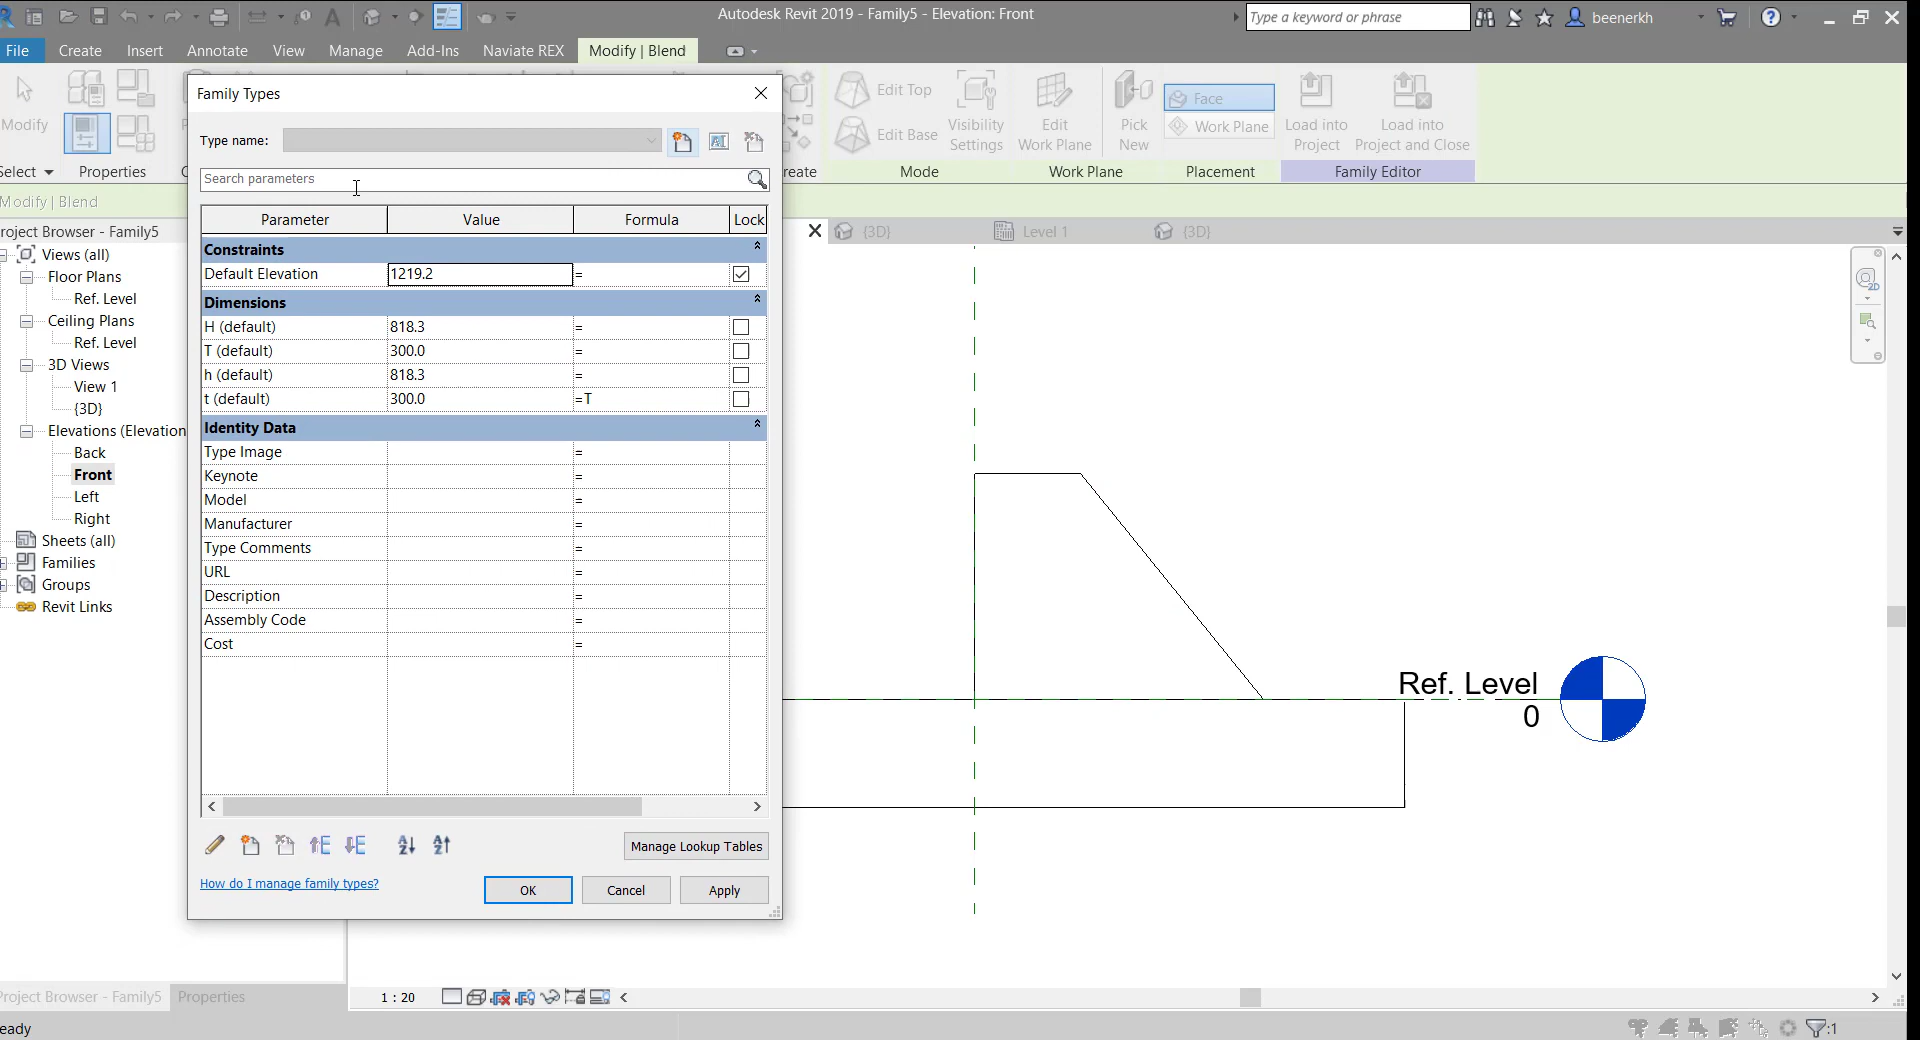 Autodesk Revit 2019 - Family5 - Elevation: Front
Type a keyword or phrase
beenerkh
File
Create
Insert
Annotate
View
Manage
Add-Ins
Naviate REX
Modify | Blend
Modify
Select
Properties
Edit Top
Edit Base
Visibility
Settings
Mode
Edit
Work Plane
Work Plane
Pick
New
Face
Work Plane
Placement
Load into
Project
Load into
Project and Close
Family Editor
Modify | Blend
roject Browser - Family5
Views (all)
Floor Plans
Ref. Level
Ceiling Plans
Ref. Level
3D Views
View 1
{3D}
Elevations (Elevation
Back
Front
Left
Right
Sheets (all)
Families
Groups
Revit Links
Family Types
Type name:
Search parameters
Parameter Value Formula Lock
Constraints
Default Elevation 1219.2 =
Dimensions
H (default) 818.3 =
T (default) 300.0 =
h (default) 818.3 =
t (default) 300.0 =T
Identity Data
Type Image =
Keynote =
Model =
Manufacturer =
Type Comments =
URL =
Description =
Assembly Code =
Cost =
Manage Lookup Tables
How do I manage family types?
OK
Cancel
Apply
{3D}
Level 1
{3D}
2D
Ref. Level
0
roject Browser - Family5
Properties
1 : 20
eady
:1